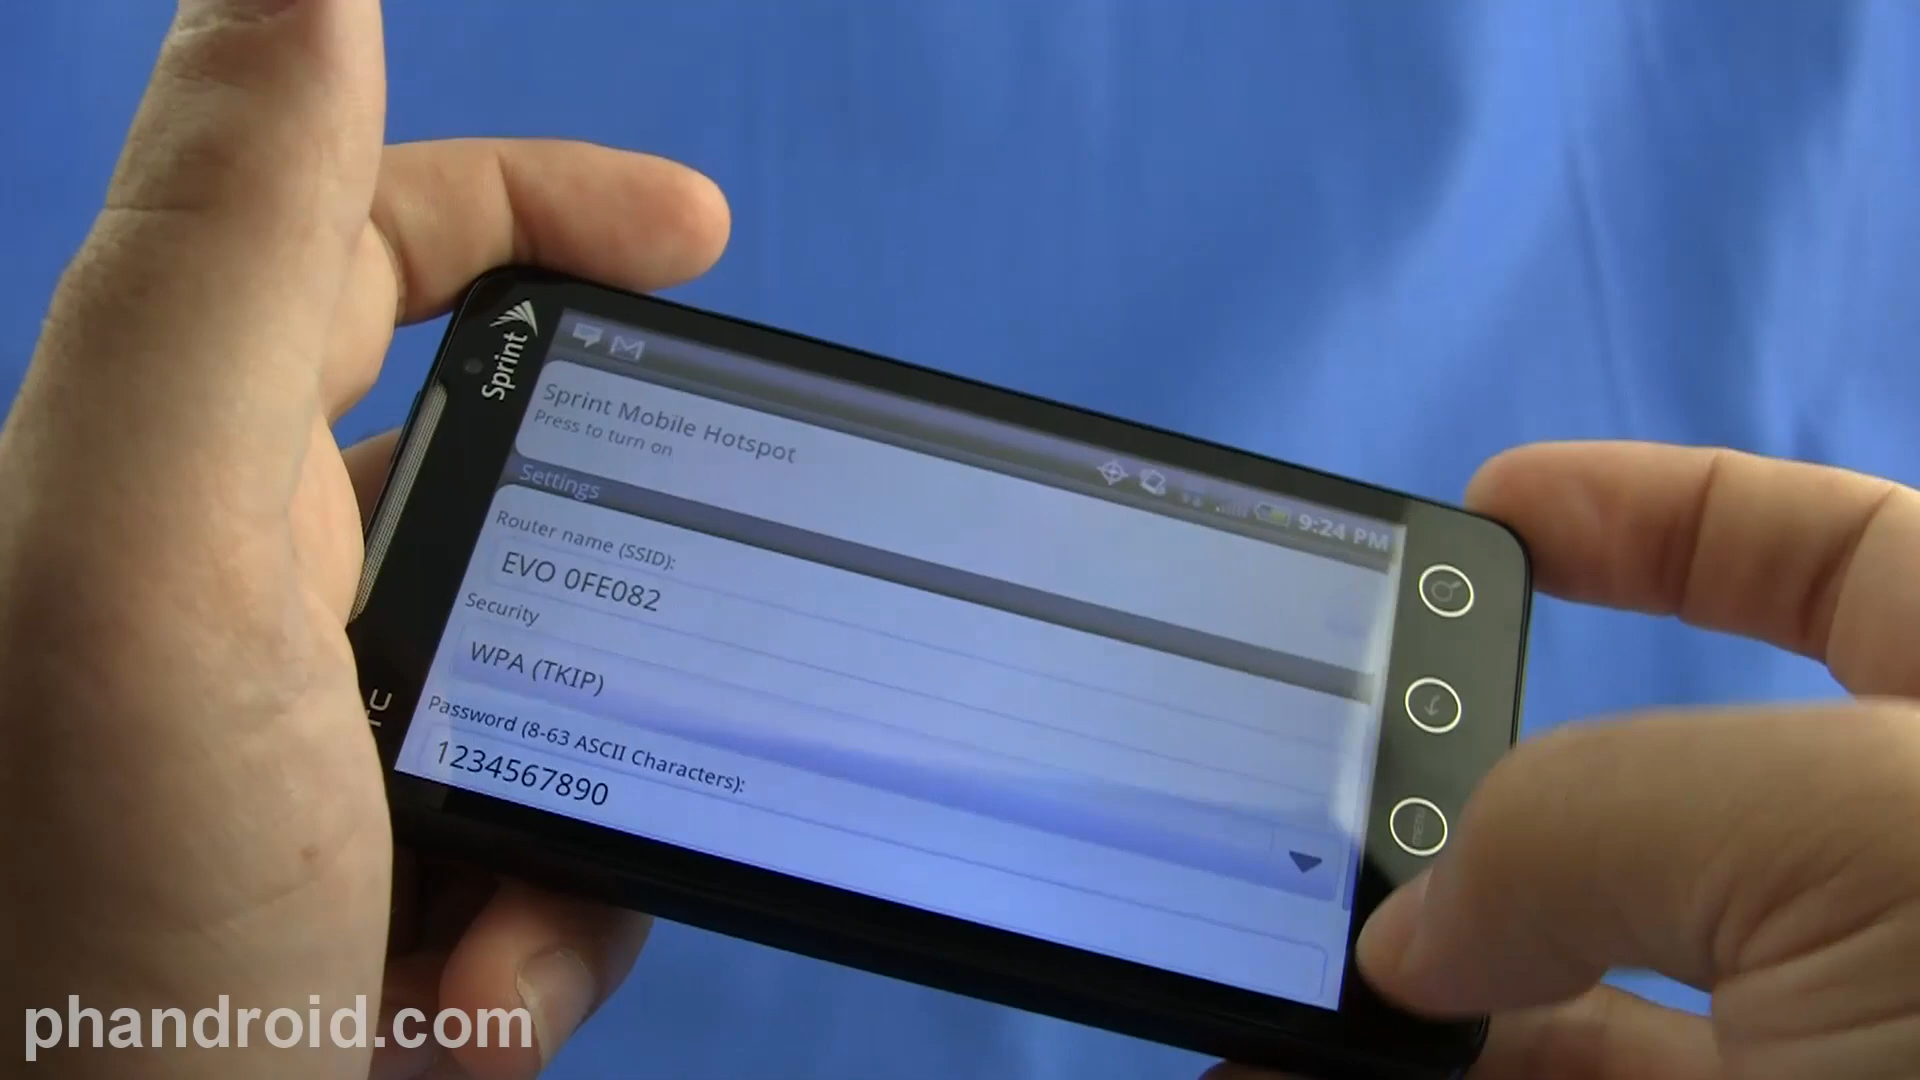 Sprint
9:24 PM
Sprint Mobile Hotspot
Press to turn on
Settings
Router name (SSID):
EVO 0FE082
Security
WPA (TKIP)
Password (8-63 ASCII Characters):
1234567890
menu
phandroid.com